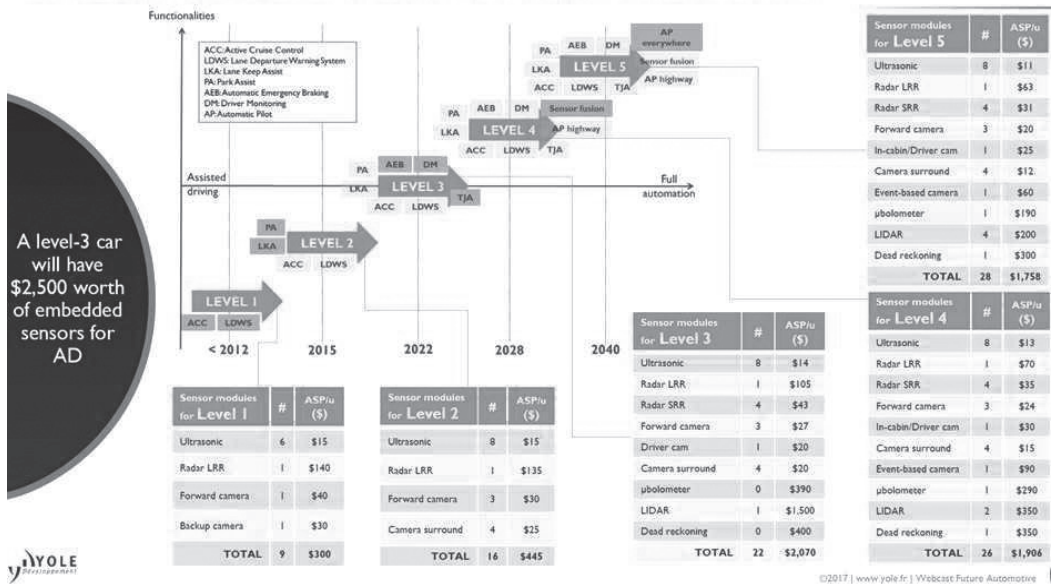 Functionalities
ACC: Active Cruise Control
LDWS: Lane Departure Warning System
LKA: Lane Keep Assist
PA: Park Assist
AEB: Automatic Emergency Braking
DM: Driver Monitoring
AP: Automatic Pilot
A level-3 car
will have
$2,500 worth
of embedded
sensors for
AD
Assisted
driving
Full
automation
LEVEL 1
ACC LDWS
PA
LKA
LEVEL 2
ACC LDWS
PA AEB DM
LKA LEVEL 3
ACC LDWS TJA
PA AEB DM Sensor fusion
LKA LEVEL 4 AP highway
ACC LDWS TJA
PA AEB DM AP everywhere
LKA LEVEL 5 Sensor fusion
ACC LDWS TJA AP highway
< 2012 2015 2022 2028 2040
Sensor modules for Level 1 # ASP/u ($)
Ultrasonic 6 $15
Radar LRR 1 $140
Forward camera 1 $40
Backup camera 1 $30
TOTAL 9 $300
Sensor modules for Level 2 # ASP/u ($)
Ultrasonic 8 $15
Radar LRR 1 $135
Forward camera 3 $30
Camera surround 4 $25
TOTAL 16 $445
Sensor modules for Level 3 # ASP/u ($)
Ultrasonic 8 $14
Radar LRR 1 $105
Radar SRR 4 $43
Forward camera 3 $27
Driver cam 1 $20
Camera surround 4 $20
µbolometer 0 $390
LIDAR 1 $1,500
Dead reckoning 0 $400
TOTAL 22 $2,070
Sensor modules for Level 5 # ASP/u ($)
Ultrasonic 8 $11
Radar LRR 1 $63
Radar SRR 4 $31
Forward camera 3 $20
In-cabin/Driver cam 1 $25
Camera surround 4 $12
Event-based camera 1 $60
µbolometer 1 $190
LIDAR 4 $200
Dead reckoning 1 $300
TOTAL 28 $1,758
Sensor modules for Level 4 # ASP/u ($)
Ultrasonic 8 $13
Radar LRR 1 $70
Radar SRR 4 $35
Forward camera 3 $24
In-cabin/Driver cam 1 $30
Camera surround 4 $15
Event-based camera 1 $90
µbolometer 1 $290
LIDAR 2 $350
Dead reckoning 1 $350
TOTAL 26 $1,906
YOLE
Développement
©2017 | www.yole.fr | Webcast Future Automotive